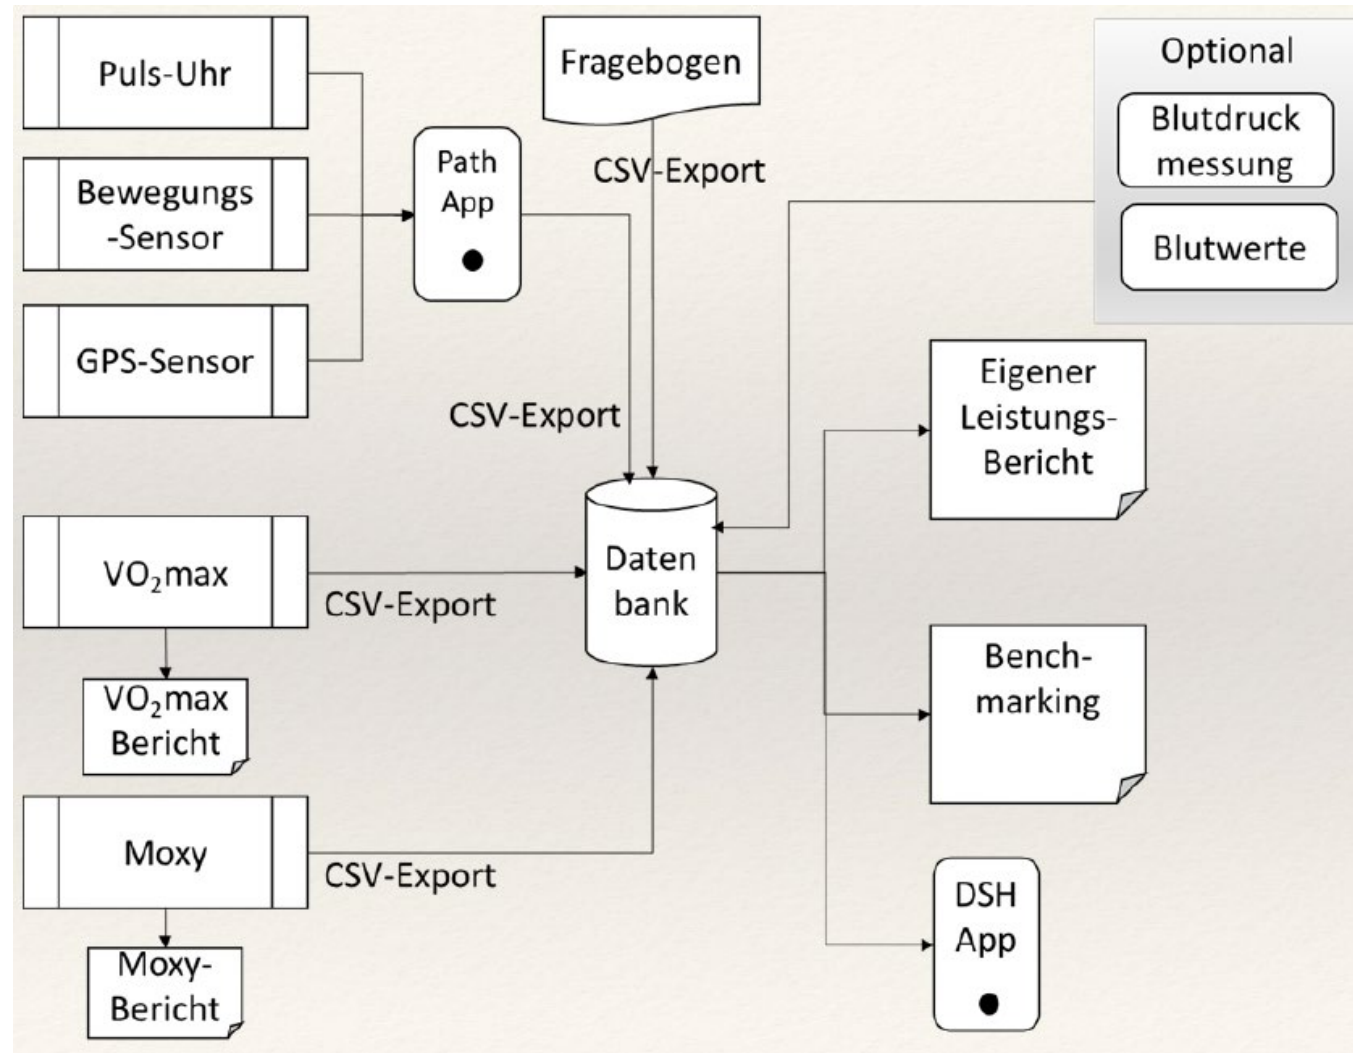 Puls-Uhr
Fragebogen
Optional
Blutdruck
messung
Blutwerte
Bewegungs
-Sensor
Path
App
CSV-Export
GPS-Sensor
CSV-Export
Eigener
Leistungs-
Bericht
VO₂max
CSV-Export
Daten
bank
VO₂max
Bericht
Bench-
marking
Moxy
CSV-Export
DSH
App
Moxy-
Bericht